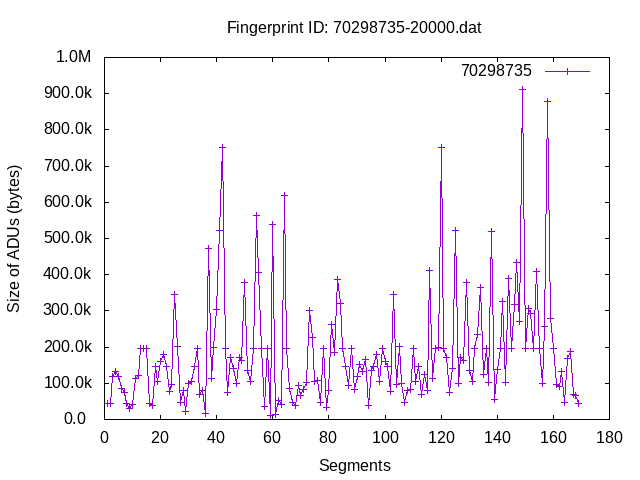 Fingerprint ID: 70298735-20000.dat
70298735
1.0M
900.0k
800.0k
700.0k
600.0k
500.0k
400.0k
300.0k
200.0k
100.0k
0.0
Size of ADUs (bytes)
0 20 40 60 80 100 120 140 160 180
Segments